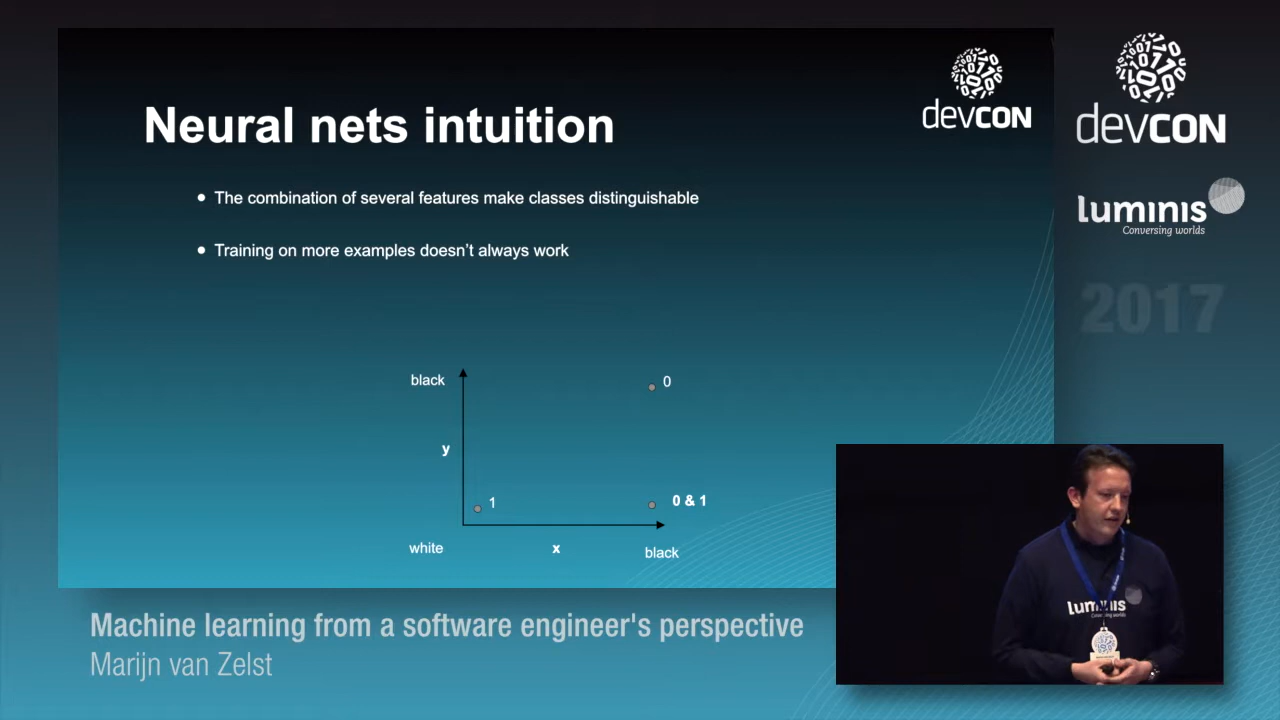 Neural nets intuition
devcon
The combination of several features make classes distinguishable
Training on more examples doesn't always work
black
0
y
1
0 & 1
white
x
black
devcon
luminis
Conversing worlds
2017
luminis
Machine learning from a software engineer's perspective
Marijn van Zelst